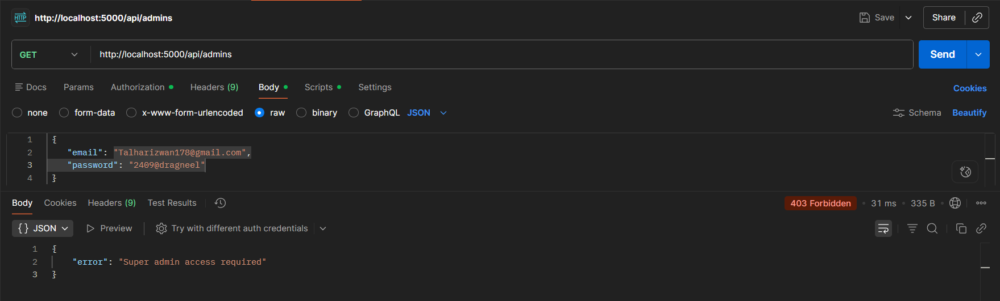 HTTP http://localhost:5000/api/admins Save Share
GET http://localhost:5000/api/admins Send
Docs Params Authorization Headers (9) Body Scripts Settings Cookies
none form-data x-www-form-urlencoded raw binary GraphQL JSON Schema Beautify
1 {
2 "email": "Talharizwan178@gmail.com",
3 "password": "2409@dragneel"
4 }
Body Cookies Headers (9) Test Results 403 Forbidden • 31 ms • 335 B •
{} JSON Preview Try with different auth credentials
1 {
2 "error": "Super admin access required"
3 }